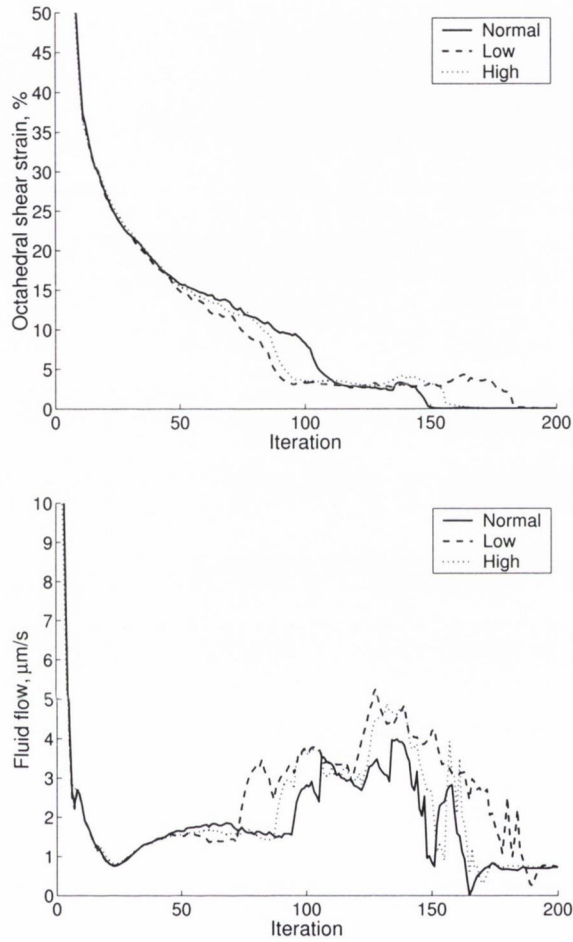 50
45
40
35
30
25
20
15
10
5
0
Octahedral shear strain, %
Normal
Low
High
0 50 100 150 200
Iteration
10
9
8
7
6
5
4
3
2
1
0
Fluid flow, μm/s
Normal
Low
High
0 50 100 150 200
Iteration